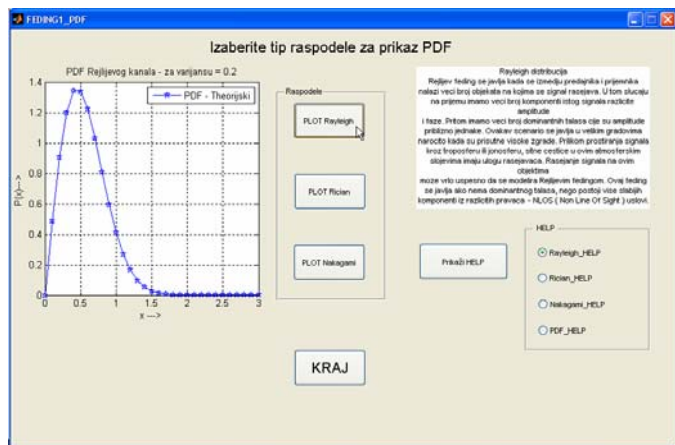 FEDING1_PDF
Izaberite tip raspodele za prikaz PDF
PDF Rejlijevog kanala - za varijansu = 0.2
PDF - Theorijski
P(x)--->
1.4
1.2
1
0.8
0.6
0.4
0.2
0
0
0.5
1
1.5
2
2.5
3
x --->
Raspodele
PLOT Rayleigh
PLOT Rician
PLOT Nakagami
KRAJ
Rayleigh distribucija
Rejlijev feding se javlja kada se izmedju predajnika i prijemnika
nalazi veci broj objekata na kojima se signal rasejava. U tom slucaju
na prijemu imamo veci broj komponenti istog signala razlicite
amplitude
i faze. Pritom imamo veci broj dominantnih talasa cije su amplitude
priblizno jednake. Ovakav scenario se javlja u velikim gradovima
narocito kada su prisutne visoke zgrade. Prilikom prostiranja signala
kroz troposferu ili jonosferu, sitne cestice u ovim atmosferskim
slojevima imaju ulogu rasejavaca. Rasejanje signala na ovim
objektima
moze vrlo uspesno da se modelira Rejlijevim fedingom. Ovaj feding
se javlja ako nema dominantnog talasa, nego postoji vise slabijih
komponenti iz razlicitih pravaca - NLOS ( Non Line Of Sight ) uslovi.
Prikaži HELP
HELP
Rayleigh_HELP
Rician_HELP
Nakagami_HELP
PDF_HELP